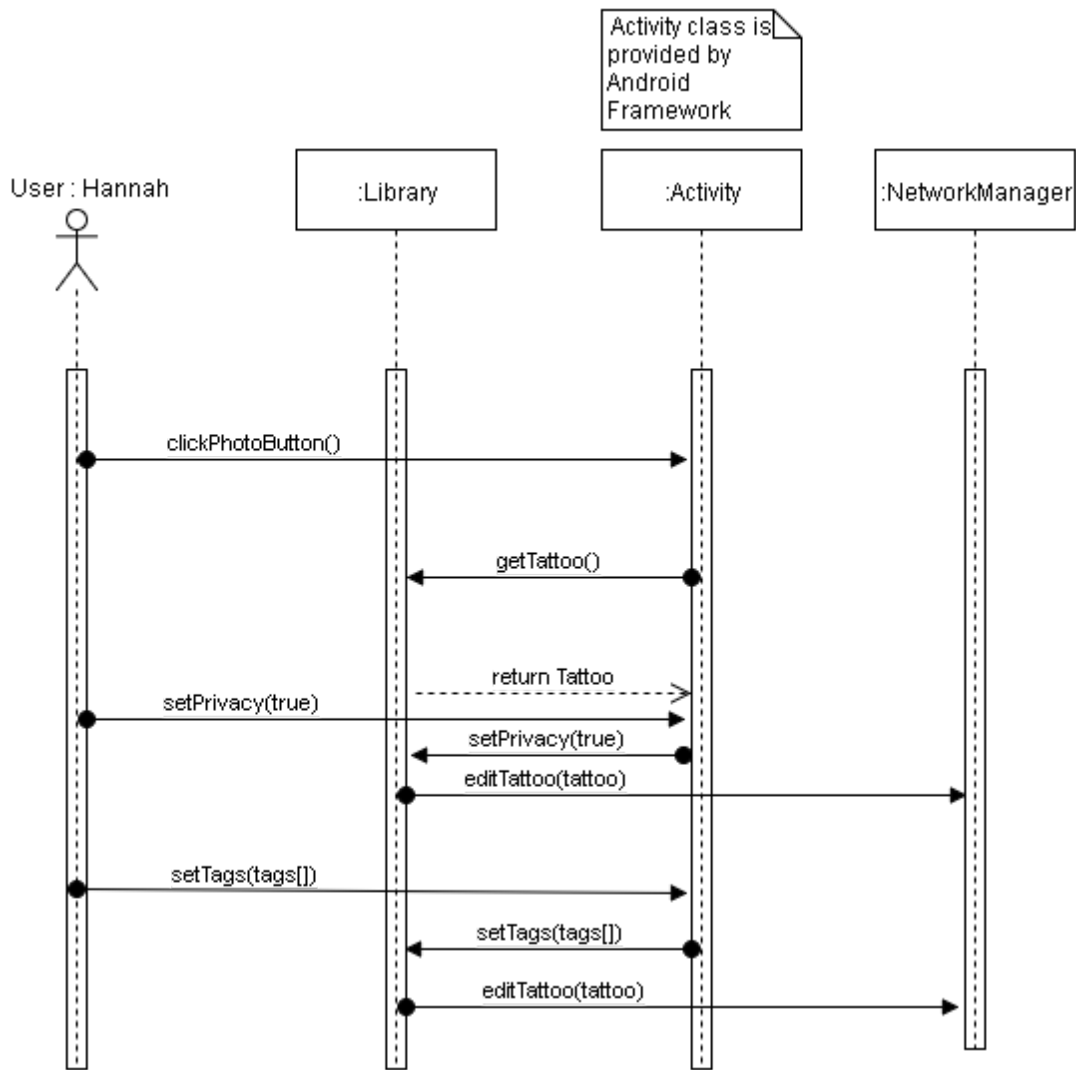 Activity class is
provided by
Android
Framework
User : Hannah
:Library
:Activity
:NetworkManager
clickPhotoButton()
getTattoo()
return Tattoo
setPrivacy(true)
setPrivacy(true)
editTattoo(tattoo)
setTags(tags[])
setTags(tags[])
editTattoo(tattoo)